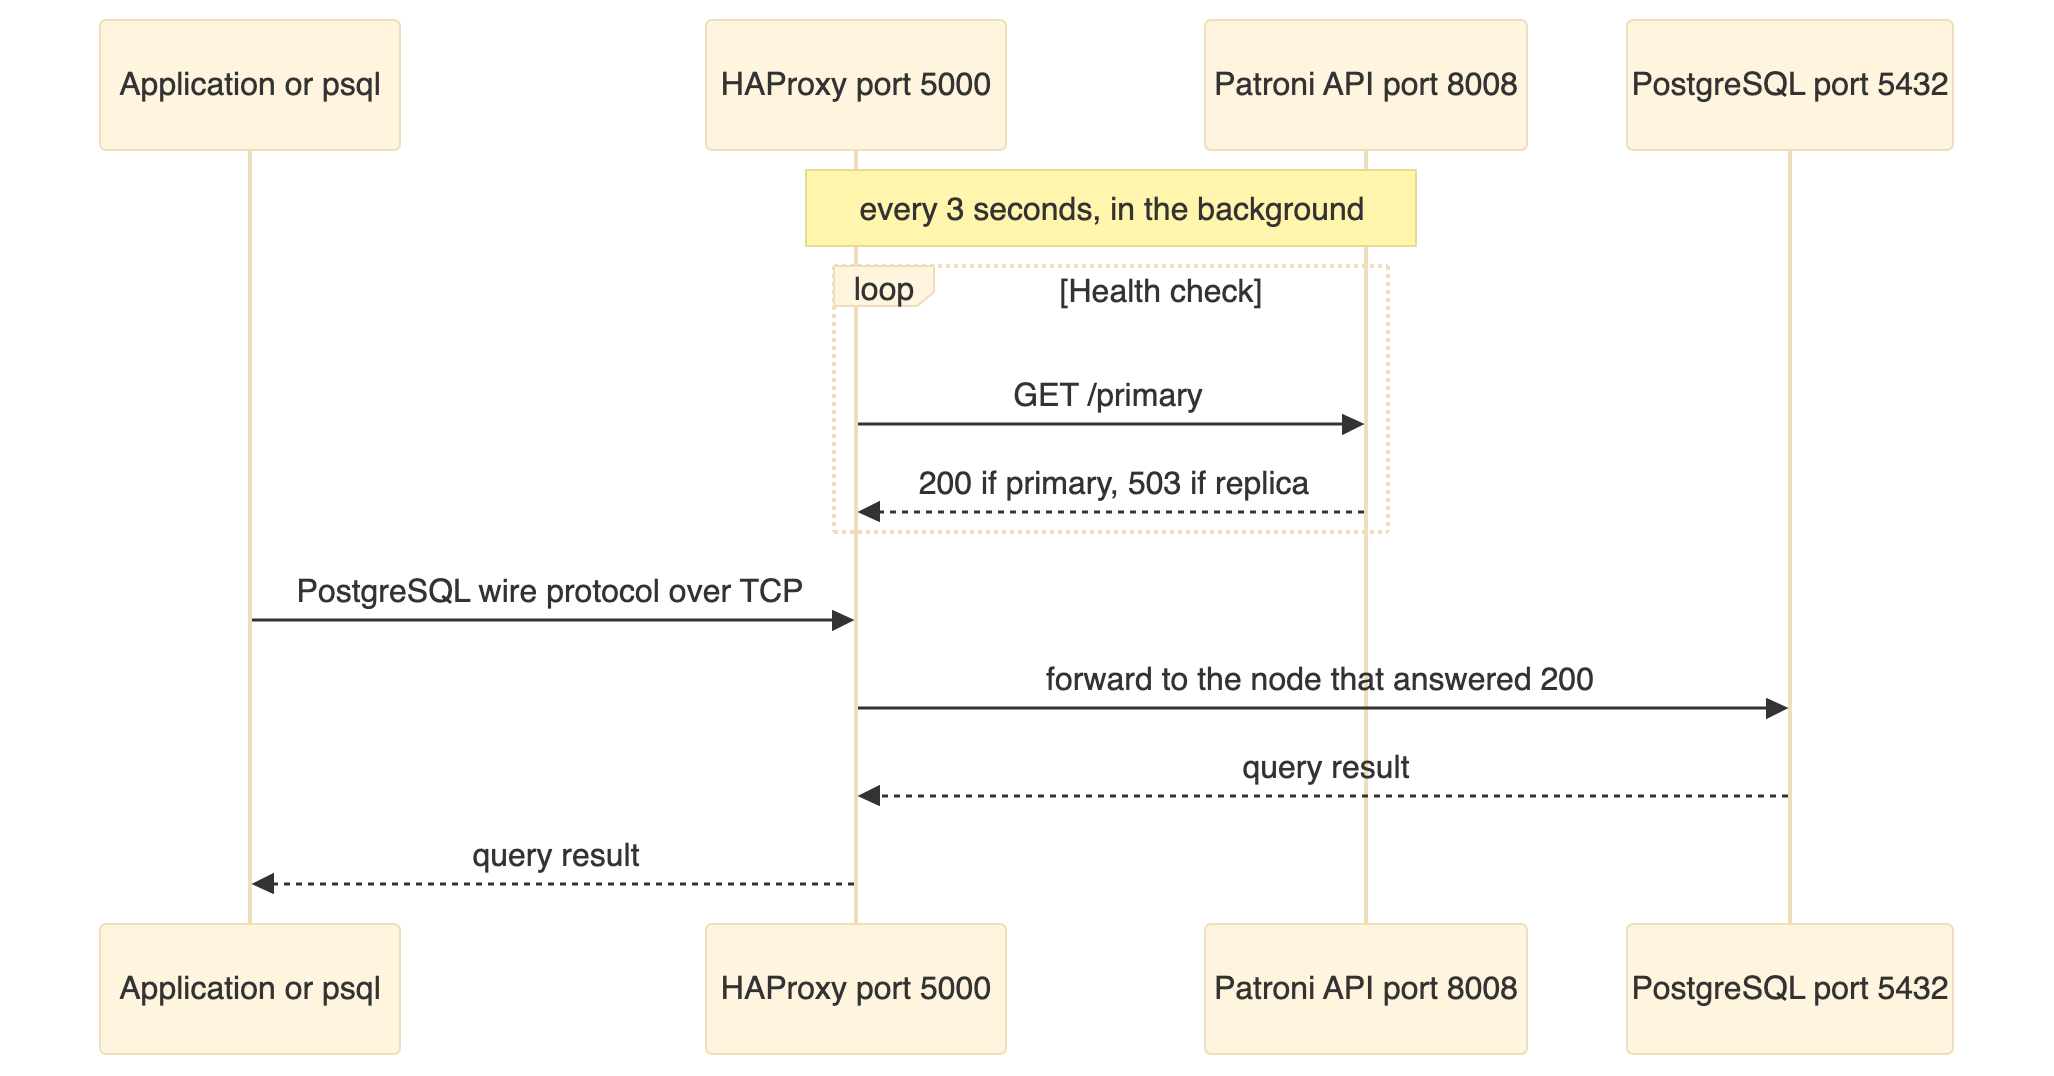 Application or psql
HAProxy port 5000
Patroni API port 8008
PostgreSQL port 5432
every 3 seconds, in the background
loop
[Health check]
GET /primary
200 if primary, 503 if replica
PostgreSQL wire protocol over TCP
forward to the node that answered 200
query result
query result
Application or psql
HAProxy port 5000
Patroni API port 8008
PostgreSQL port 5432